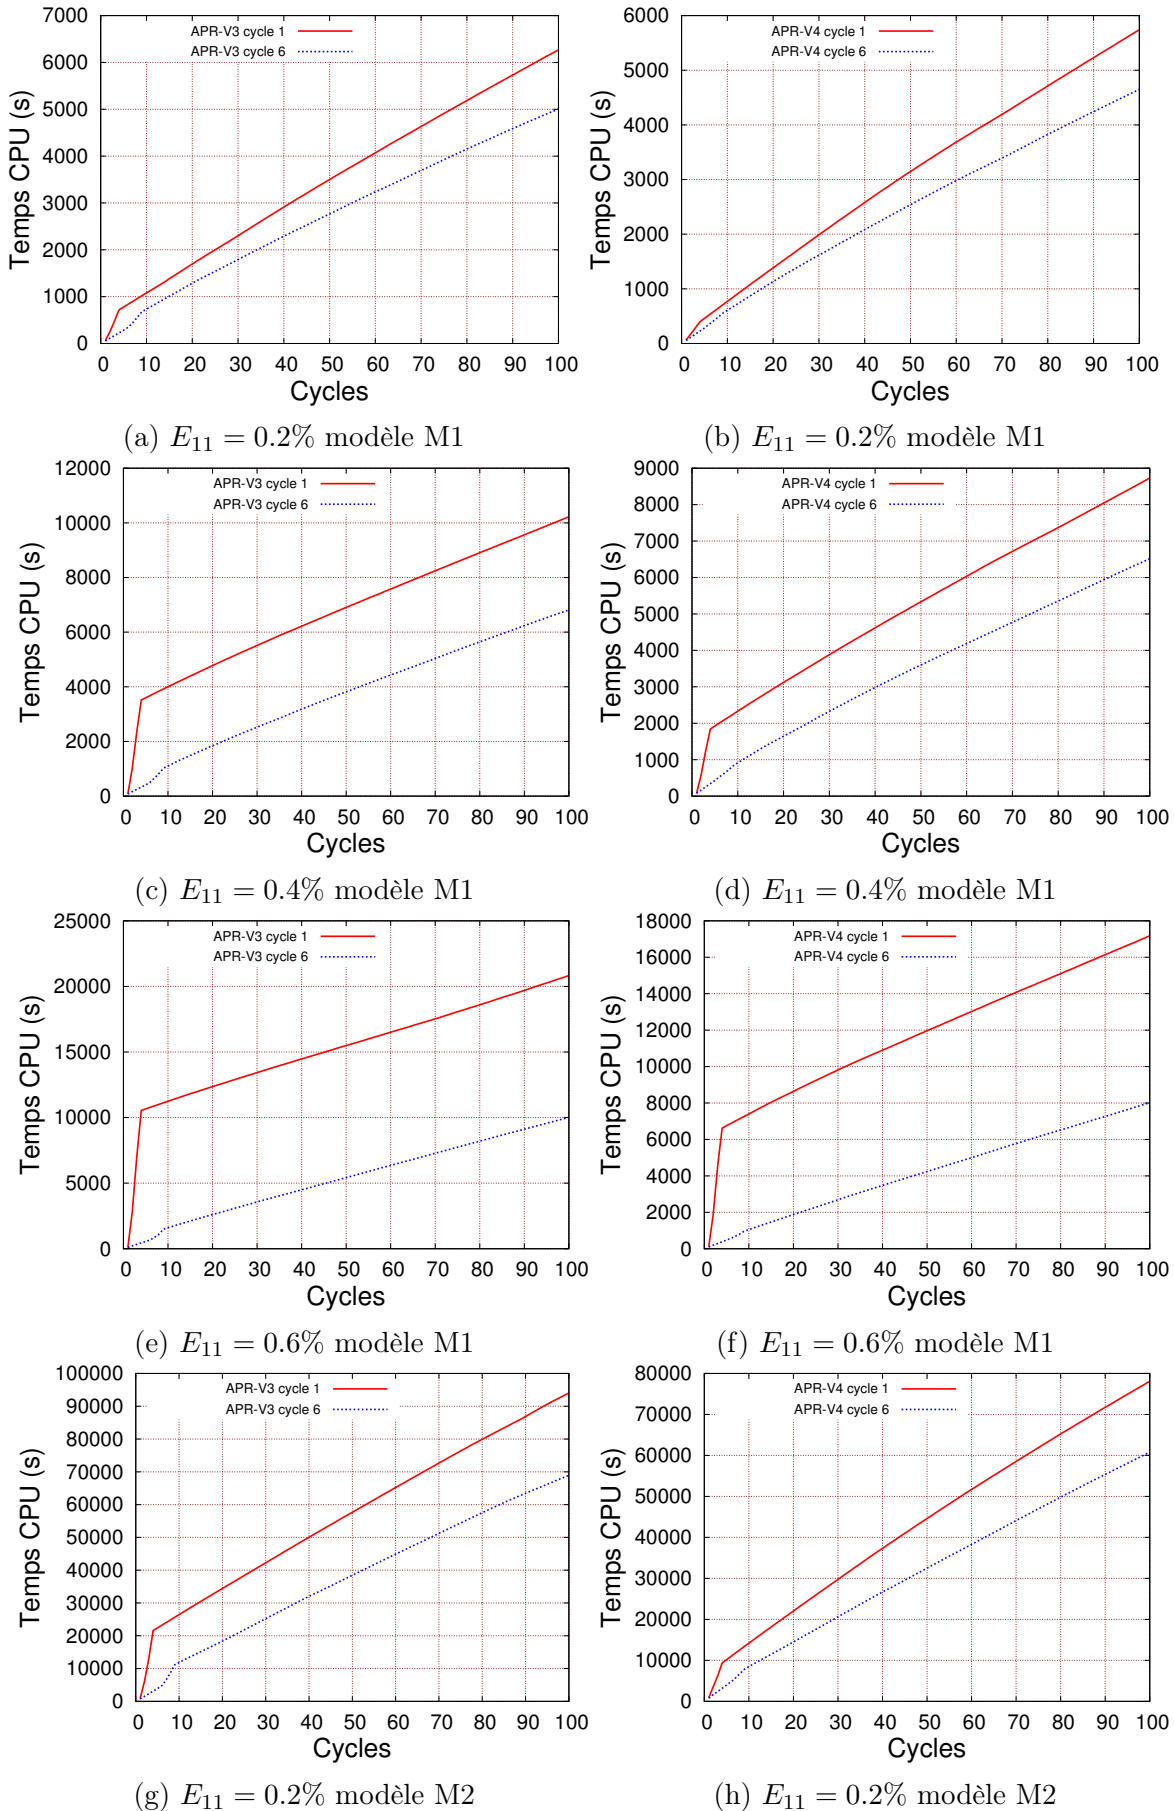 7000
6000
5000
4000
3000
2000
1000
0
Temps CPU (s)
APR-V3 cycle 1
APR-V3 cycle 6
0 10 20 30 40 50 60 70 80 90 100
Cycles
(a) E11 = 0.2% modèle M1
6000
5000
4000
3000
2000
1000
0
Temps CPU (s)
APR-V4 cycle 1
APR-V4 cycle 6
0 10 20 30 40 50 60 70 80 90 100
Cycles
(b) E11 = 0.2% modèle M1
12000
10000
8000
6000
4000
2000
0
Temps CPU (s)
APR-V3 cycle 1
APR-V3 cycle 6
0 10 20 30 40 50 60 70 80 90 100
Cycles
(c) E11 = 0.4% modèle M1
9000
8000
7000
6000
5000
4000
3000
2000
1000
0
Temps CPU (s)
APR-V4 cycle 1
APR-V4 cycle 6
0 10 20 30 40 50 60 70 80 90 100
Cycles
(d) E11 = 0.4% modèle M1
25000
20000
15000
10000
5000
0
Temps CPU (s)
APR-V3 cycle 1
APR-V3 cycle 6
0 10 20 30 40 50 60 70 80 90 100
Cycles
(e) E11 = 0.6% modèle M1
18000
16000
14000
12000
10000
8000
6000
4000
2000
0
Temps CPU (s)
APR-V4 cycle 1
APR-V4 cycle 6
0 10 20 30 40 50 60 70 80 90 100
Cycles
(f) E11 = 0.6% modèle M1
100000
90000
80000
70000
60000
50000
40000
30000
20000
10000
0
Temps CPU (s)
APR-V3 cycle 1
APR-V3 cycle 6
0 10 20 30 40 50 60 70 80 90 100
Cycles
(g) E11 = 0.2% modèle M2
80000
70000
60000
50000
40000
30000
20000
10000
0
Temps CPU (s)
APR-V4 cycle 1
APR-V4 cycle 6
0 10 20 30 40 50 60 70 80 90 100
Cycles
(h) E11 = 0.2% modèle M2